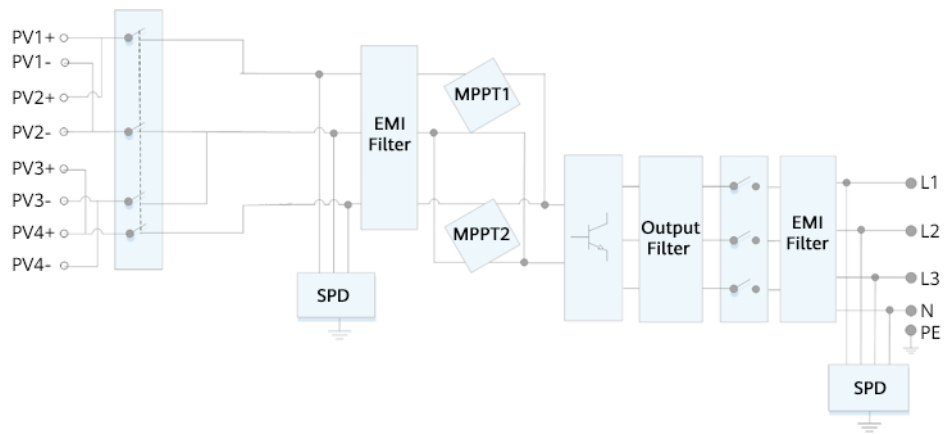 PV1+
PV1-
PV2+
PV2-
PV3+
PV3-
PV4+
PV4-
EMI
Filter
SPD
MPPT1
MPPT2
Output
Filter
EMI
Filter
L1
L2
L3
N
PE
SPD